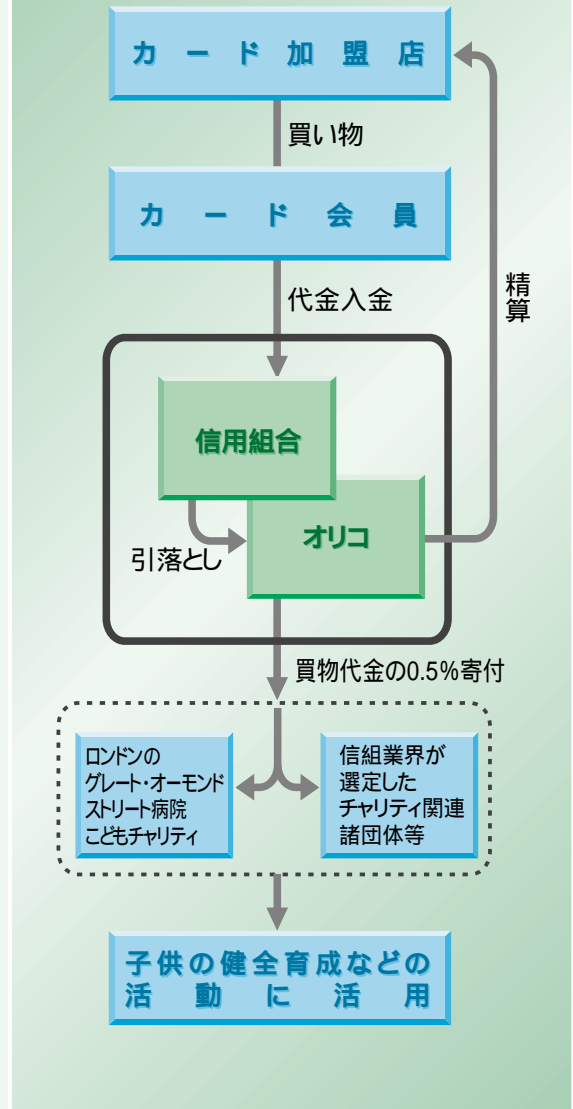 カード加盟店
買い物
カード会員
代金入金
精算
信用組合
オリコ
引落とし
買物代金の0.5%寄付
ロンドンの
グレート・オーモンド
ストリート病院
こどもチャリティ
信組業界が
選定した
チャリティ関連
諸団体等
子供の健全育成などの
活動に活用